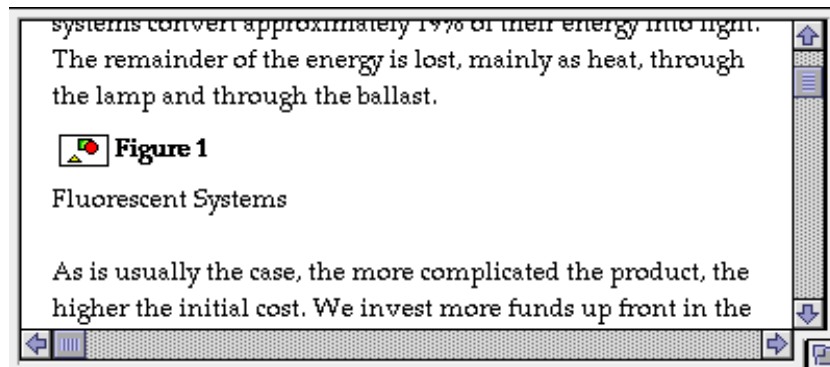 systems convert approximately 19% of their energy into light.
The remainder of the energy is lost, mainly as heat, through
the lamp and through the ballast.
Figure 1
Fluorescent Systems
As is usually the case, the more complicated the product, the
higher the initial cost. We invest more funds up front in the